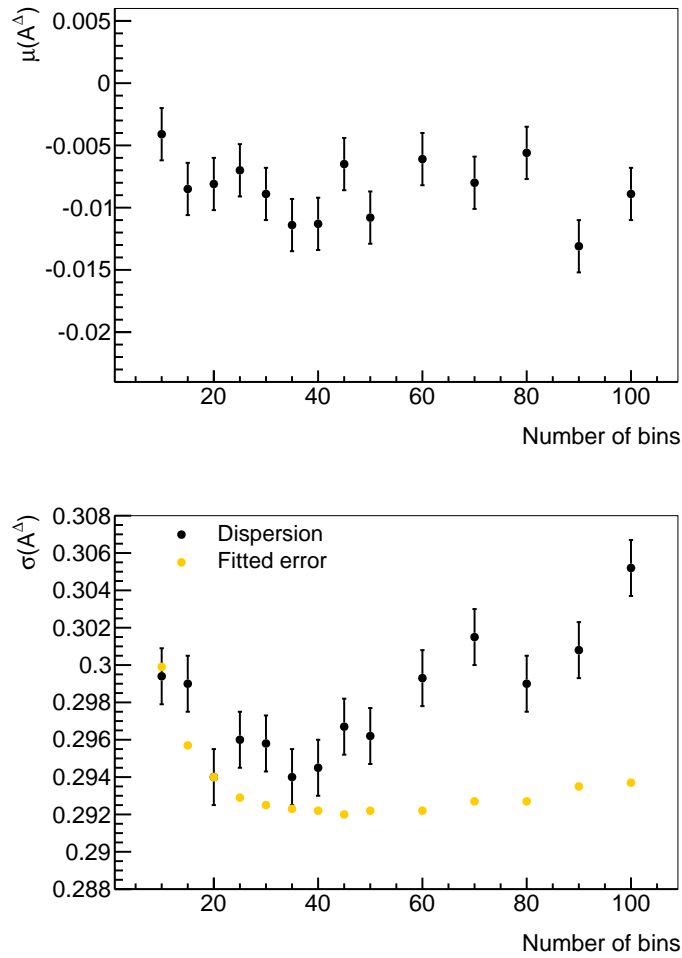 0.005
0
-0.005
-0.01
-0.015
-0.02
μ(A^Δ)
20 40 60 80 100
Number of bins
0.308
0.306
0.304
0.302
0.3
0.298
0.296
0.294
0.292
0.29
0.288
σ(A^Δ)
Dispersion
Fitted error
20 40 60 80 100
Number of bins